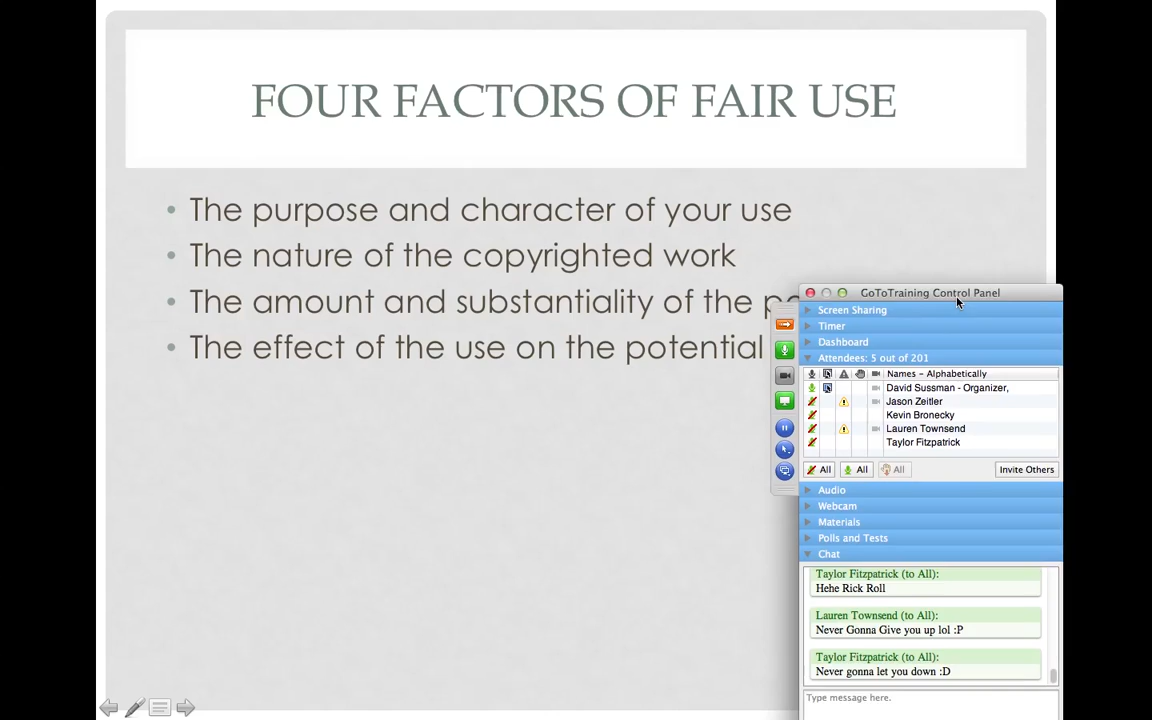 FOUR FACTORS OF FAIR USE
• The purpose and character of your use
• The nature of the copyrighted work
• The amount and substantiality of the
• The effect of the use on the potential
GoToTraining Control Panel
Screen Sharing
Timer
Dashboard
Attendees: 5 out of 201
Names - Alphabetically
David Sussman - Organizer,
Jason Zeitler
Kevin Bronecky
Lauren Townsend
Taylor Fitzpatrick
All All All Invite Others
Audio
Webcam
Materials
Polls and Tests
Chat
Taylor Fitzpatrick (to All):
Hehe Rick Roll
Lauren Townsend (to All):
Never Gonna Give you up lol :P
Taylor Fitzpatrick (to All):
Never gonna let you down :D
Type message here.